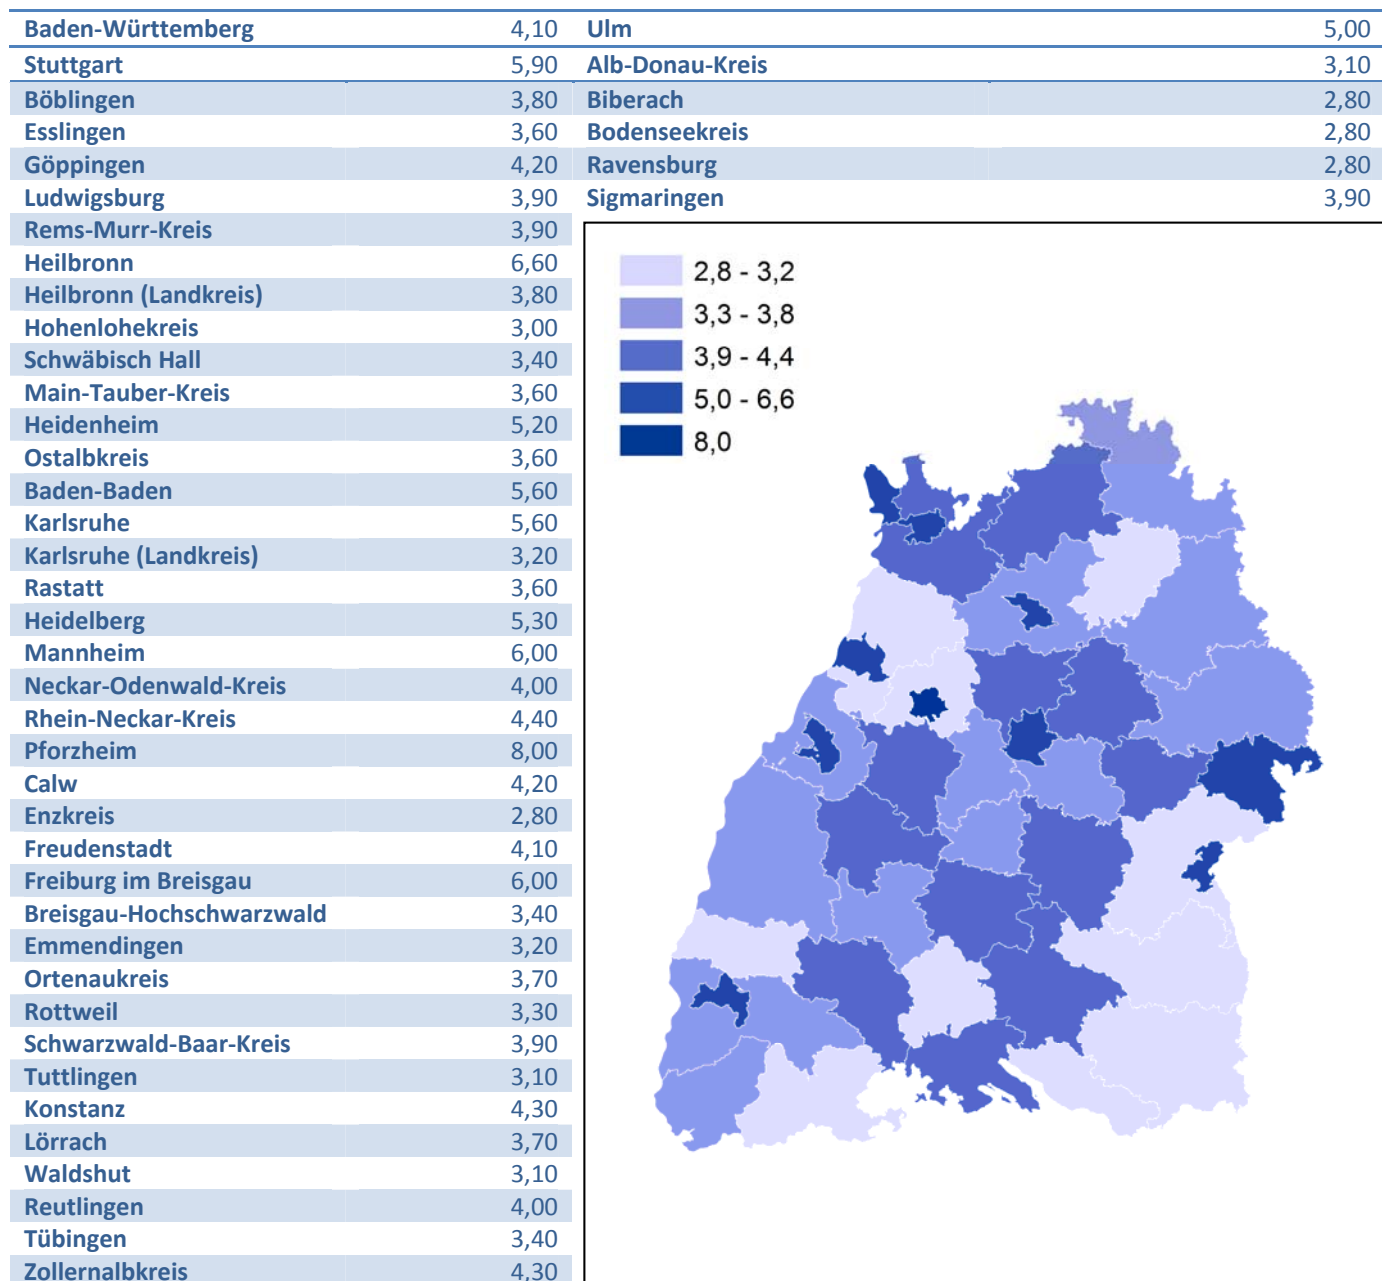 Baden-Württemberg 4,10
Stuttgart 5,90
Böblingen 3,80
Esslingen 3,60
Göppingen 4,20
Ludwigsburg 3,90
Rems-Murr-Kreis 3,90
Heilbronn 6,60
Heilbronn (Landkreis) 3,80
Hohenlohekreis 3,00
Schwäbisch Hall 3,40
Main-Tauber-Kreis 3,60
Heidenheim 5,20
Ostalbkreis 3,60
Baden-Baden 5,60
Karlsruhe 5,60
Karlsruhe (Landkreis) 3,20
Rastatt 3,60
Heidelberg 5,30
Mannheim 6,00
Neckar-Odenwald-Kreis 4,00
Rhein-Neckar-Kreis 4,40
Pforzheim 8,00
Calw 4,20
Enzkreis 2,80
Freudenstadt 4,10
Freiburg im Breisgau 6,00
Breisgau-Hochschwarzwald 3,40
Emmendingen 3,20
Ortenaukreis 3,70
Rottweil 3,30
Schwarzwald-Baar-Kreis 3,90
Tuttlingen 3,10
Konstanz 4,30
Lörrach 3,70
Waldshut 3,10
Reutlingen 4,00
Tübingen 3,40
Zollernalbkreis 4,30
Ulm 5,00
Alb-Donau-Kreis 3,10
Biberach 2,80
Bodenseekreis 2,80
Ravensburg 2,80
Sigmaringen 3,90
2,8 - 3,2
3,3 - 3,8
3,9 - 4,4
5,0 - 6,6
8,0